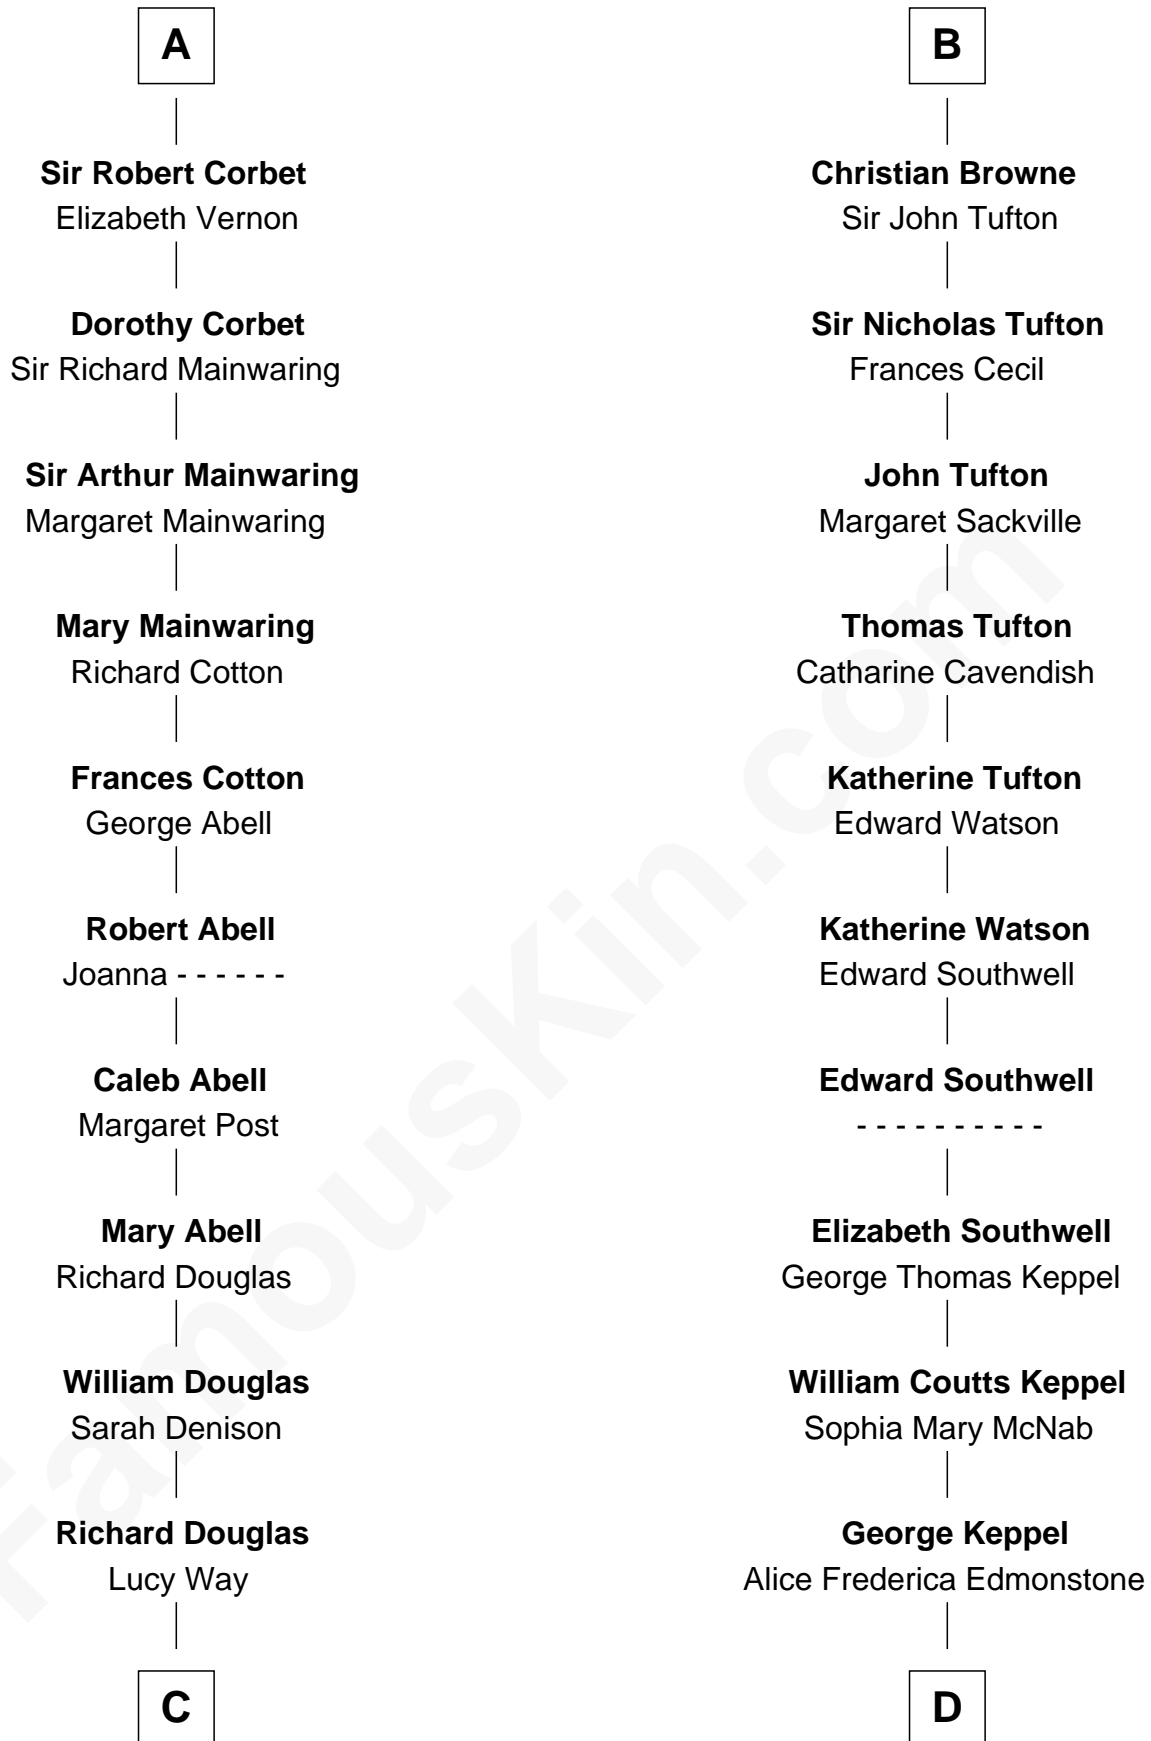 A
Sir Robert Corbet
Elizabeth Vernon
Dorothy Corbet
Sir Richard Mainwaring
Sir Arthur Mainwaring
Margaret Mainwaring
Mary Mainwaring
Richard Cotton
Frances Cotton
George Abell
Robert Abell
Joanna - - - - - -
Caleb Abell
Margaret Post
Mary Abell
Richard Douglas
William Douglas
Sarah Denison
Richard Douglas
Lucy Way
C
B
Christian Browne
Sir John Tufton
Sir Nicholas Tufton
Frances Cecil
John Tufton
Margaret Sackville
Thomas Tufton
Catharine Cavendish
Katherine Tufton
Edward Watson
Katherine Watson
Edward Southwell
Edward Southwell
- - - - - - - - - -
Elizabeth Southwell
George Thomas Keppel
William Coutts Keppel
Sophia Mary McNab
George Keppel
Alice Frederica Edmonstone
D
FamousKin.com